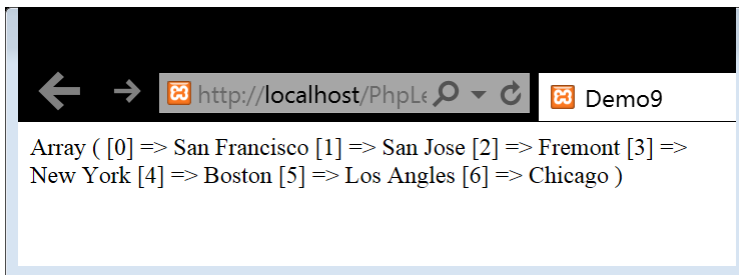 http://localhost/PhpLe
Demo9
Array ( [0] => San Francisco [1] => San Jose [2] => Fremont [3] =>
New York [4] => Boston [5] => Los Angles [6] => Chicago )